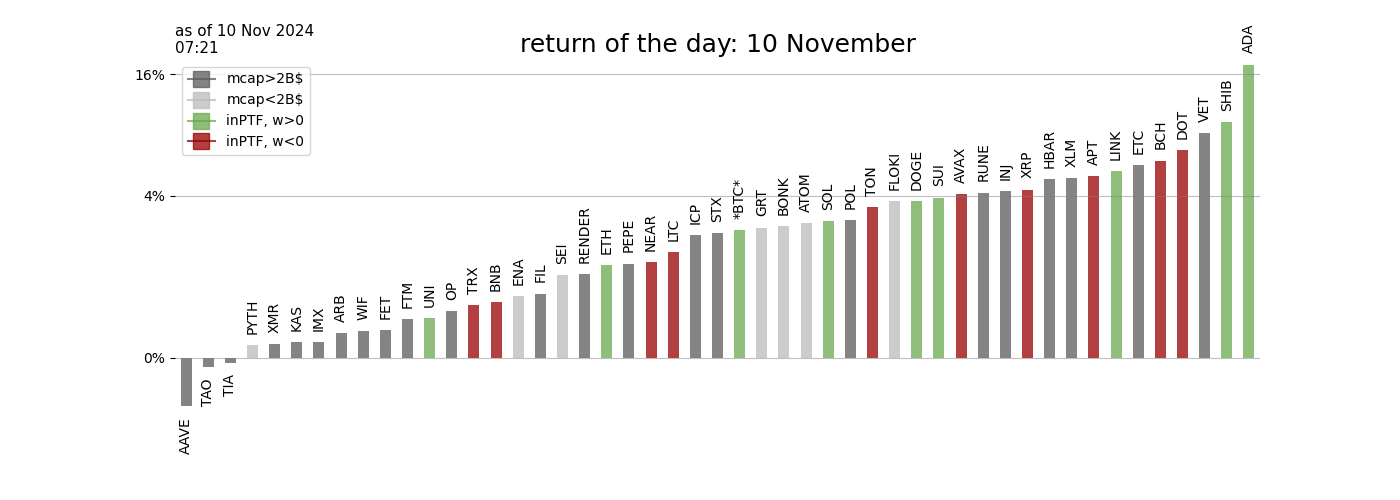 as of 10 Nov 2024
07:21
return of the day: 10 November
16%
4%
0%
mcap>2B$
mcap<2B$
inPTF, w>0
inPTF, w<0
AAVE
TAO
TIA
PYTH
XMR
KAS
IMX
ARB
WIF
FET
FTM
UNI
OP
TRX
BNB
ENA
FIL
SEI
RENDER
ETH
PEPE
NEAR
LTC
ICP
STX
*BTC*
GRT
BONK
ATOM
SOL
POL
TON
FLOKI
DOGE
SUI
AVAX
RUNE
INJ
XRP
HBAR
XLM
APT
LINK
ETC
BCH
DOT
VET
SHIB
ADA